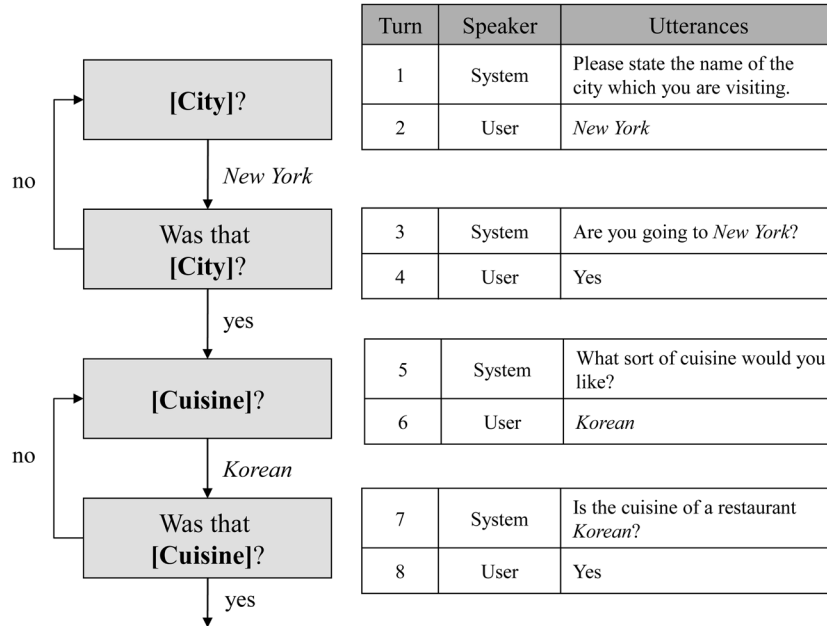 Turn Speaker Utterances
1 System Please state the name of the
city which you are visiting.
2 User New York
[City]?
New York
no
Was that
[City]?
3 System Are you going to New York?
4 User Yes
yes
[Cuisine]?
5 System What sort of cuisine would you
like?
6 User Korean
Korean
no
Was that
[Cuisine]?
7 System Is the cuisine of a restaurant
Korean?
8 User Yes
yes